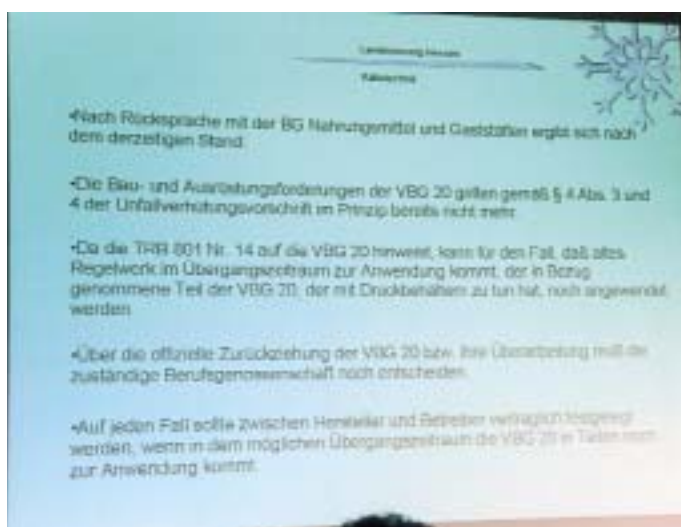 •Nach Rücksprache mit der BG Nahrungsmittel und Gaststätten ergibt sich nach
dem derzeitigen Stand:
•Die Bau- und Ausrüstungsforderungen der VBG 20 gelten gemäß § 4 Abs. 3 und
4 der Unfallverhütungsvorschrift im Prinzip bereits nicht mehr.
•Da die TRB 801 Nr. 14 auf die VBG 20 hinweist, kann für den Fall, daß altes
Regelwerk im Übergangszeitraum zur Anwendung kommt, der in Bezug
genommene Teil der VBG 20, der mit Druckbehältern zu tun hat, noch angewendet
werden.
•Über die offizielle Zurückziehung der VBG 20 bzw. ihre Überarbeitung muß die
zuständige Berufsgenossenschaft noch entscheiden.
•Auf jeden Fall sollte zwischen Hersteller und Betreiber vertraglich festgelegt
werden, wenn in dem möglichen Übergangszeitraum die VBG 20 in Teilen noch
zur Anwendung kommt.